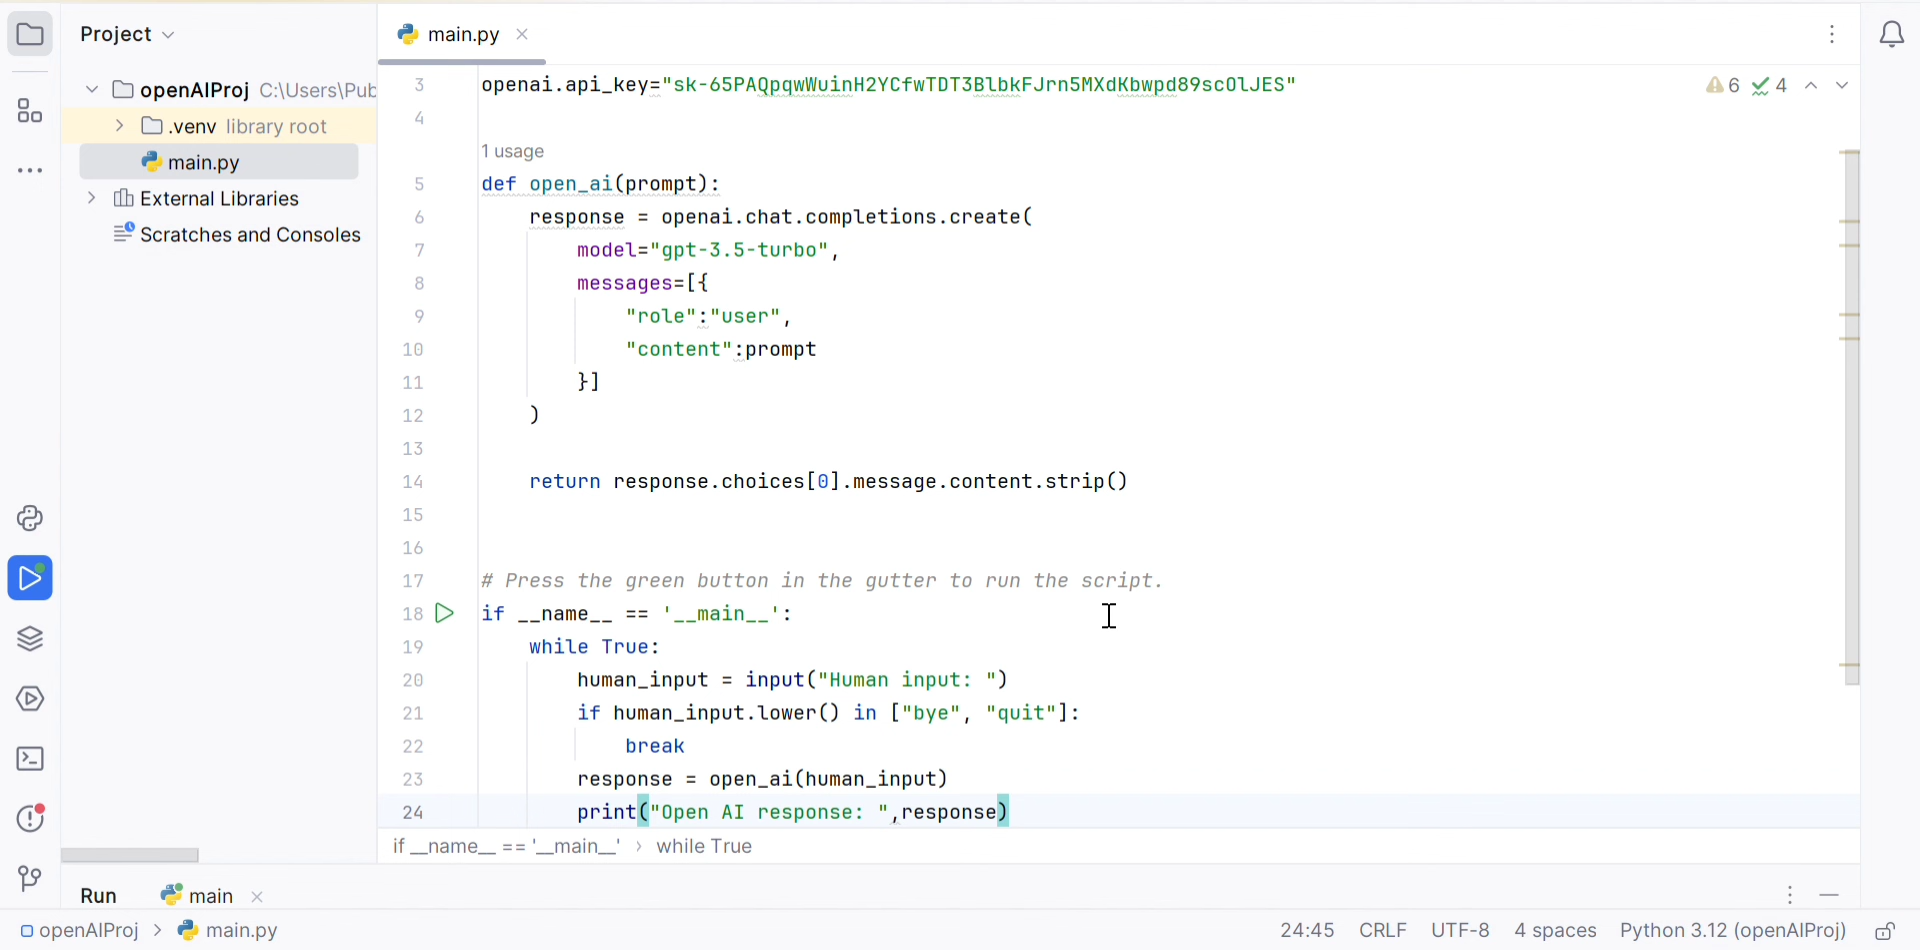 Project
main.py
openAIProj C:\Users\Pub
.venv library root
main.py
External Libraries
Scratches and Consoles
6 4
3 openai.api_key="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"
4
1 usage
5 def open_ai(prompt):
6 response = openai.chat.completions.create(
7 model="gpt-3.5-turbo",
8 messages=[{
9 "role":"user",
10 "content":prompt
11 }]
12 )
13
14 return response.choices[0].message.content.strip()
15
16
17 # Press the green button in the gutter to run the script.
18 if __name__ == '__main__':
19 while True:
20 human_input = input("Human input: ")
21 if human_input.lower() in ["bye", "quit"]:
22 break
23 response = open_ai(human_input)
24 print("Open AI response: ",response)
if __name__ == '__main__' › while True
Run main
openAIProj > main.py
24:45 CRLF UTF-8 4 spaces Python 3.12 (openAIProj)